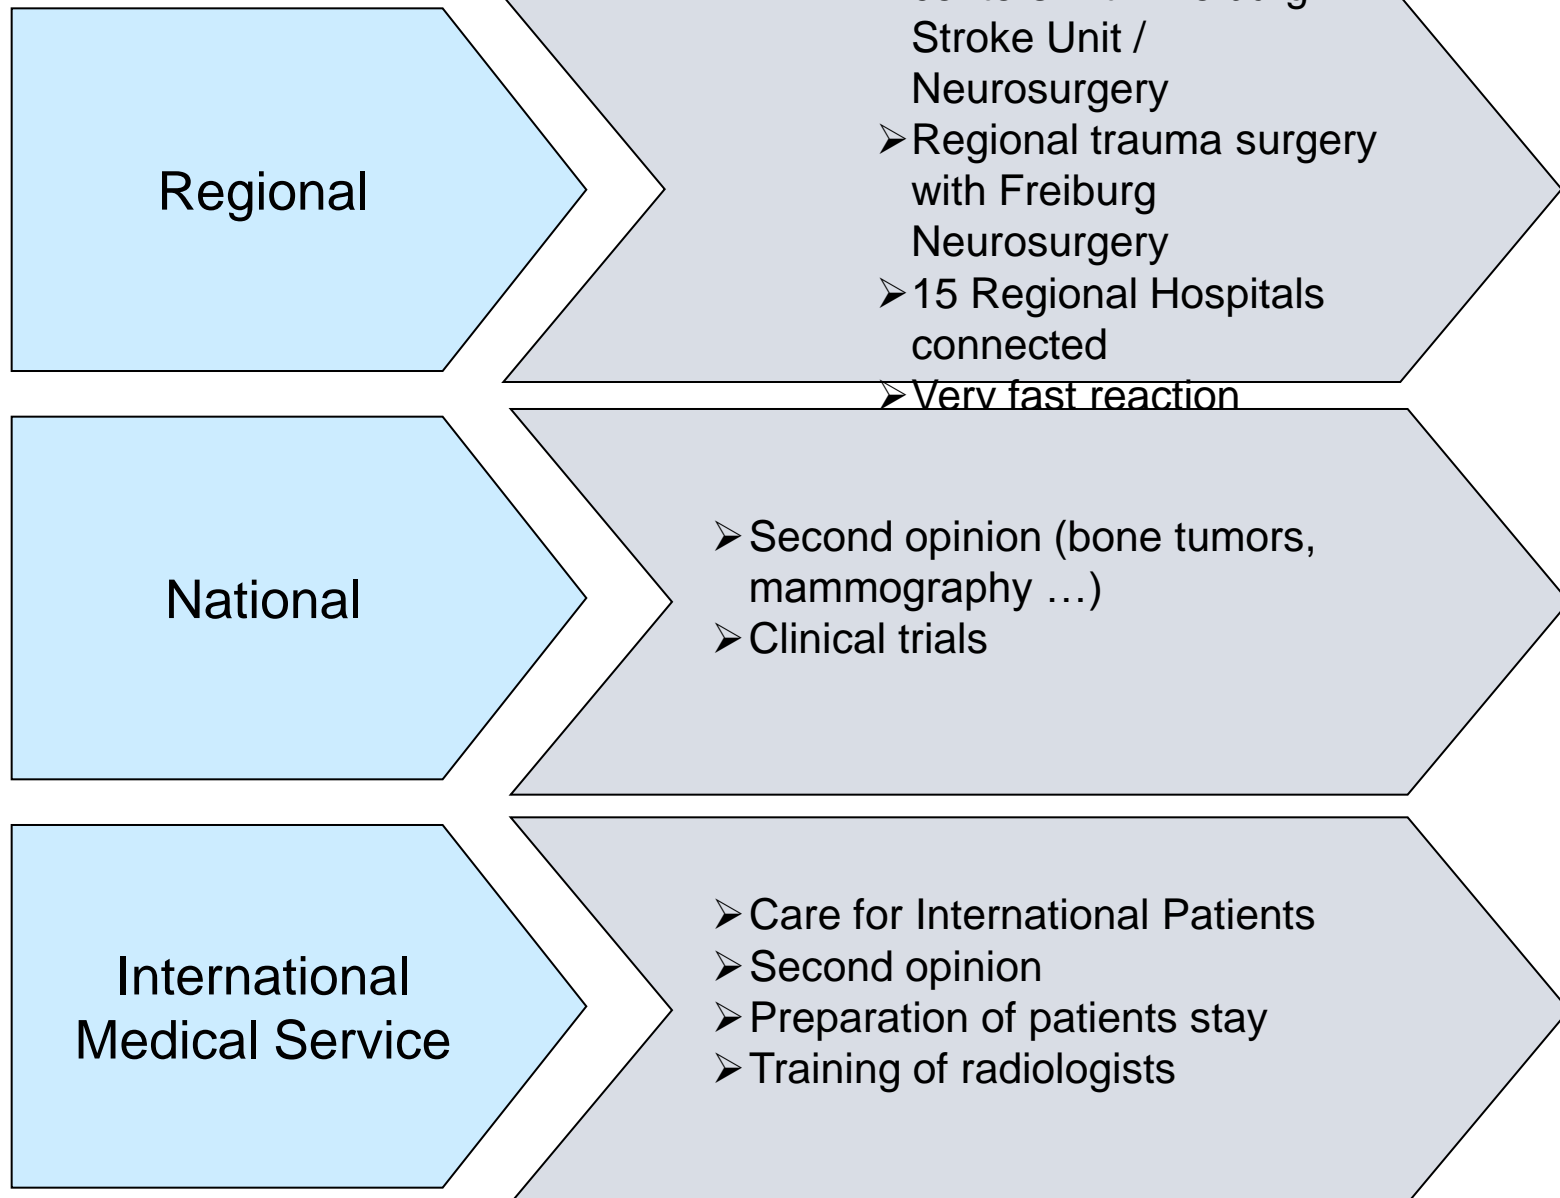 Regional
Stroke Unit /
Neurosurgery
➢Regional trauma surgery
with Freiburg
Neurosurgery
➢15 Regional Hospitals
connected
➢Very fast reaction
National
➢Second opinion (bone tumors,
mammography …)
➢Clinical trials
International
Medical Service
➢Care for International Patients
➢Second opinion
➢Preparation of patients stay
➢Training of radiologists